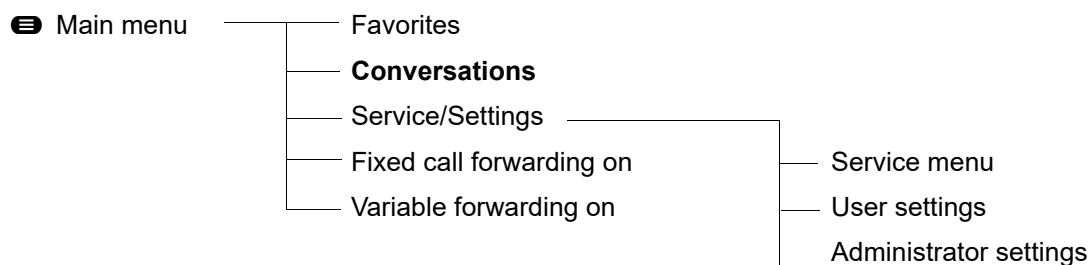 Main menu
Favorites
Conversations
Service/Settings
Fixed call forwarding on
Service menu
Variable forwarding on
User settings
Administrator settings